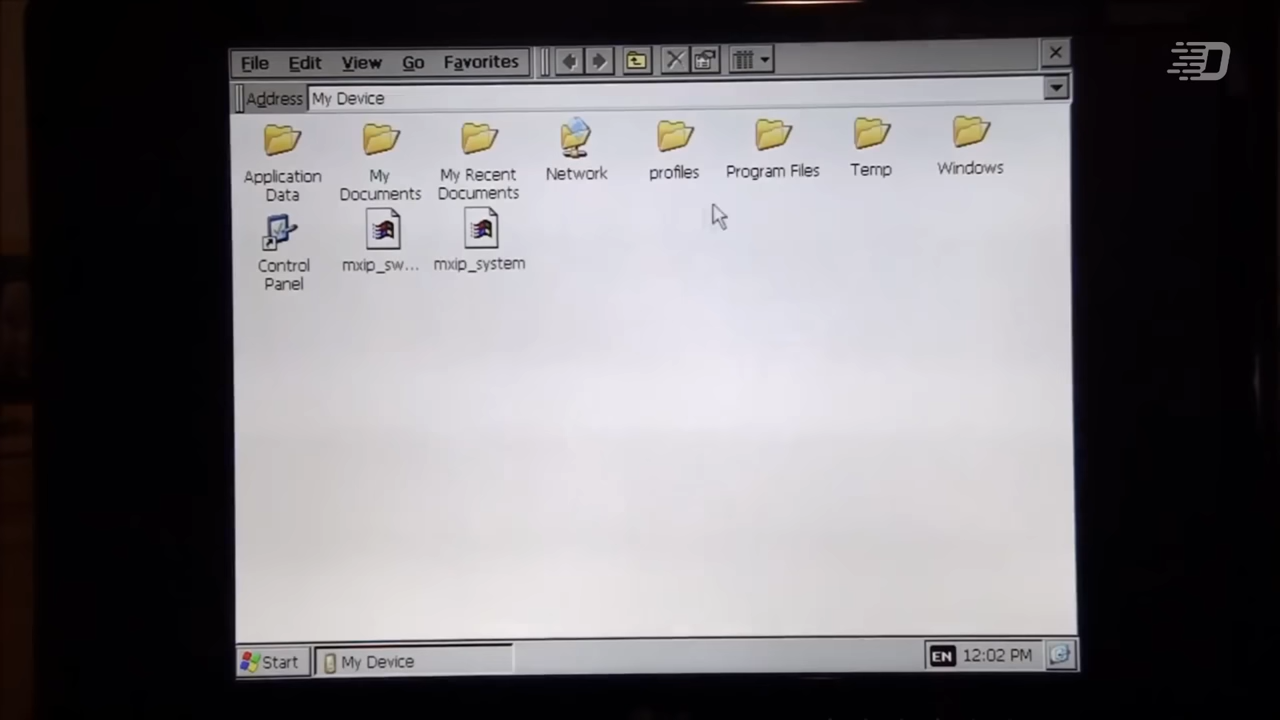 File Edit View Go Favorites
Address My Device
Application Data
My Documents
My Recent Documents
Network
profiles
Program Files
Temp
Windows
Control Panel
mxip_sw...
mxip_system
Start My Device EN 12:02 PM